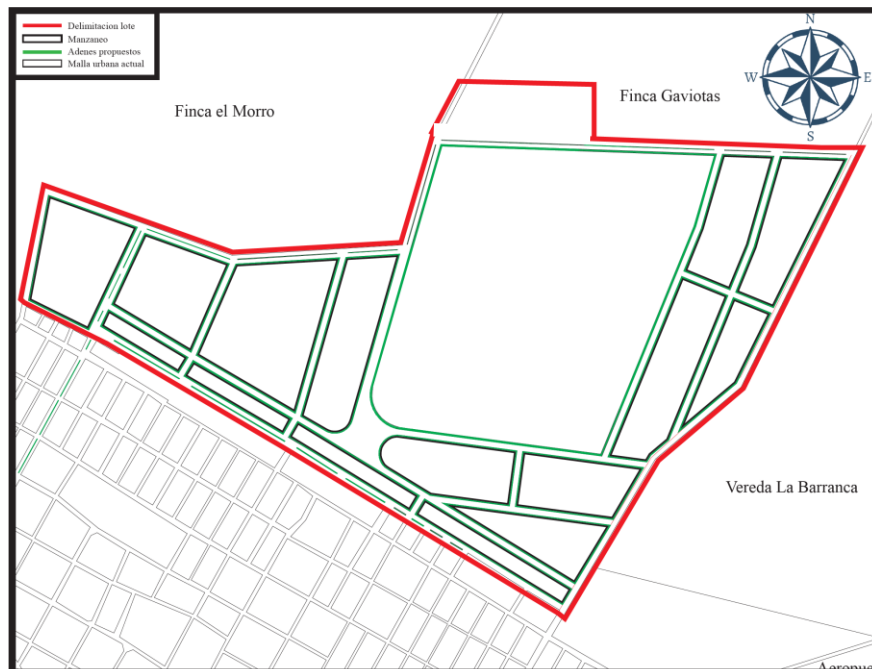 Delimitacion lote
Manzaneo
Adenes propuestos
Malla urbana actual
N
W
E
S
Finca el Morro
Finca Gaviotas
Vereda La Barranca